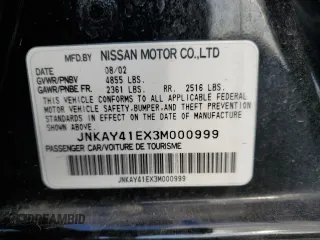 MFD.BY NISSAN MOTOR CO.,LTD
DATE 08/02
GVWR/PNBV 4855 LBS.
GAWR/PNBE FR. 2361 LBS. RR. 2516 LBS.
THIS VEHICLE CONFORMS TO ALL APPLICABLE FEDERAL
MOTOR VEHICLE SAFETY,BUMPER,AND THEFT PREVENTION
STANDARDS IN EFFECT ON THE DATE OF MANUFACTURE
SHOWN ABOVE.
JNKAY41EX3M000999
PASSENGER CAR/VOITURE DE TOURISME
JNKAY41EX3M000999
DREAMBID